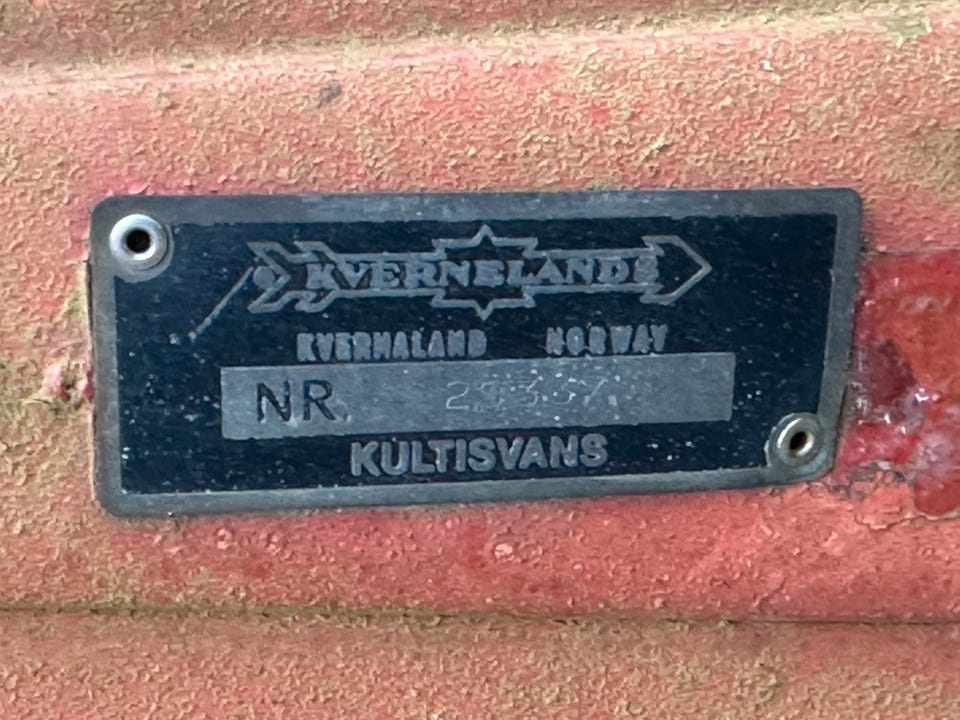 KVERNELANDS
KVERNALAND NORWAY
NR.
KULTISVANS